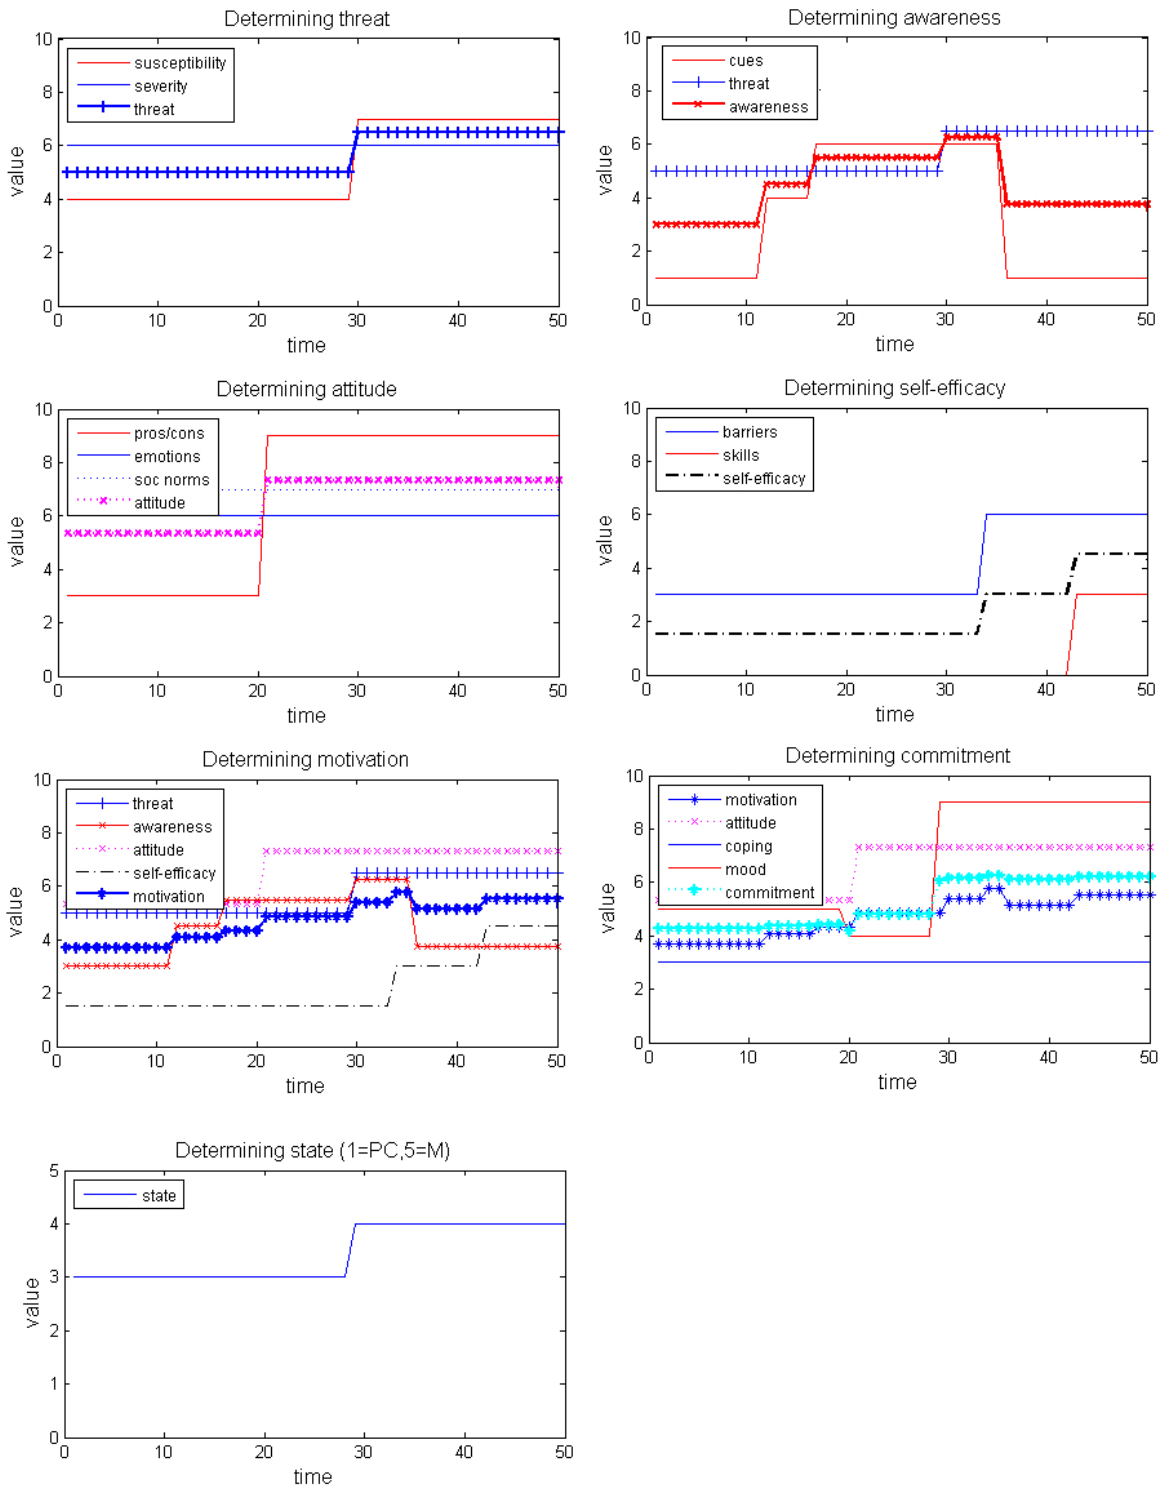 Determining threat
10
8
6
4
2
0
value
susceptibility
severity
threat
0 10 20 30 40 50
time
Determining awareness
10
8
6
4
2
0
value
cues
threat
awareness
0 10 20 30 40 50
time
Determining attitude
10
8
6
4
2
0
value
pros/cons
emotions
soc norms
attitude
0 10 20 30 40 50
time
Determining self-efficacy
10
8
6
4
2
0
value
barriers
skills
self-efficacy
0 10 20 30 40 50
time
Determining motivation
10
8
6
4
2
0
value
threat
awareness
attitude
self-efficacy
motivation
0 10 20 30 40 50
time
Determining commitment
10
8
6
4
2
0
value
motivation
attitude
coping
mood
commitment
0 10 20 30 40 50
time
Determining state (1=PC,5=M)
5
4
3
2
1
0
value
state
0 10 20 30 40 50
time